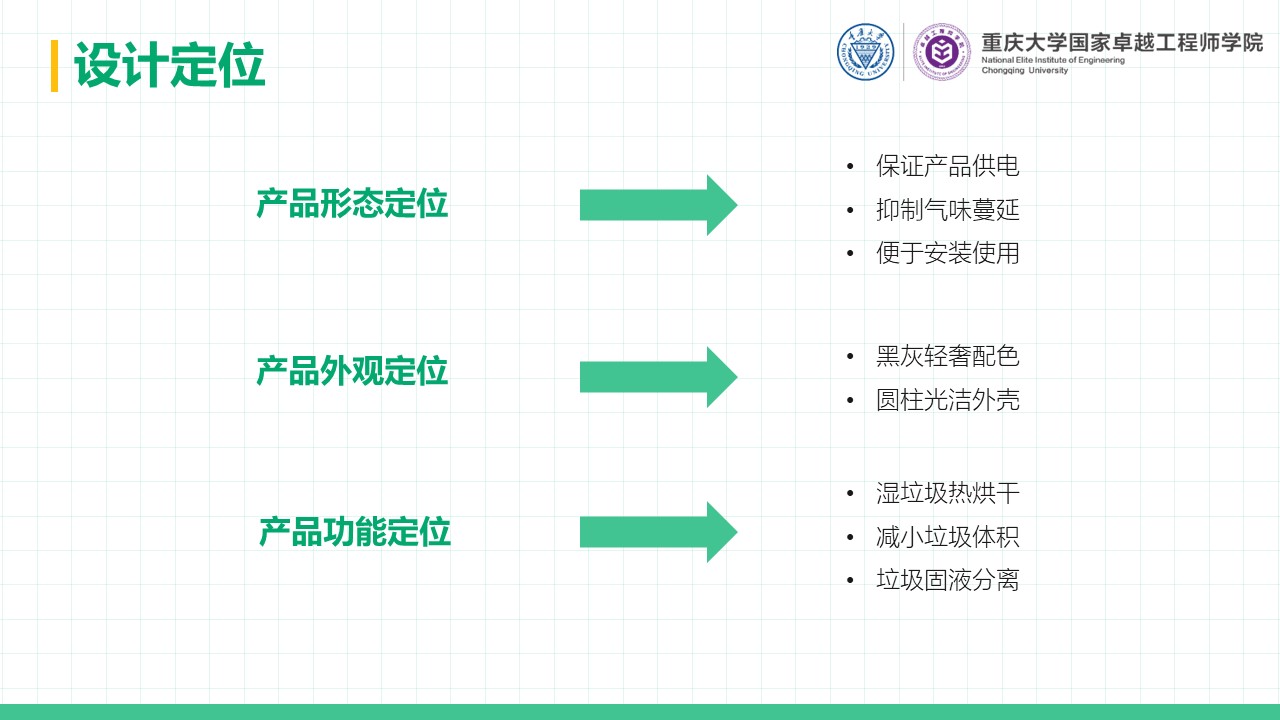 设计定位
重庆大学国家卓越工程师学院
National Elite Institute of Engineering
Chongqing University
产品形态定位
• 保证产品供电
• 抑制气味蔓延
• 便于安装使用
产品外观定位
• 黑灰轻奢配色
• 圆柱光洁外壳
产品功能定位
• 湿垃圾热烘干
• 减小垃圾体积
• 垃圾固液分离